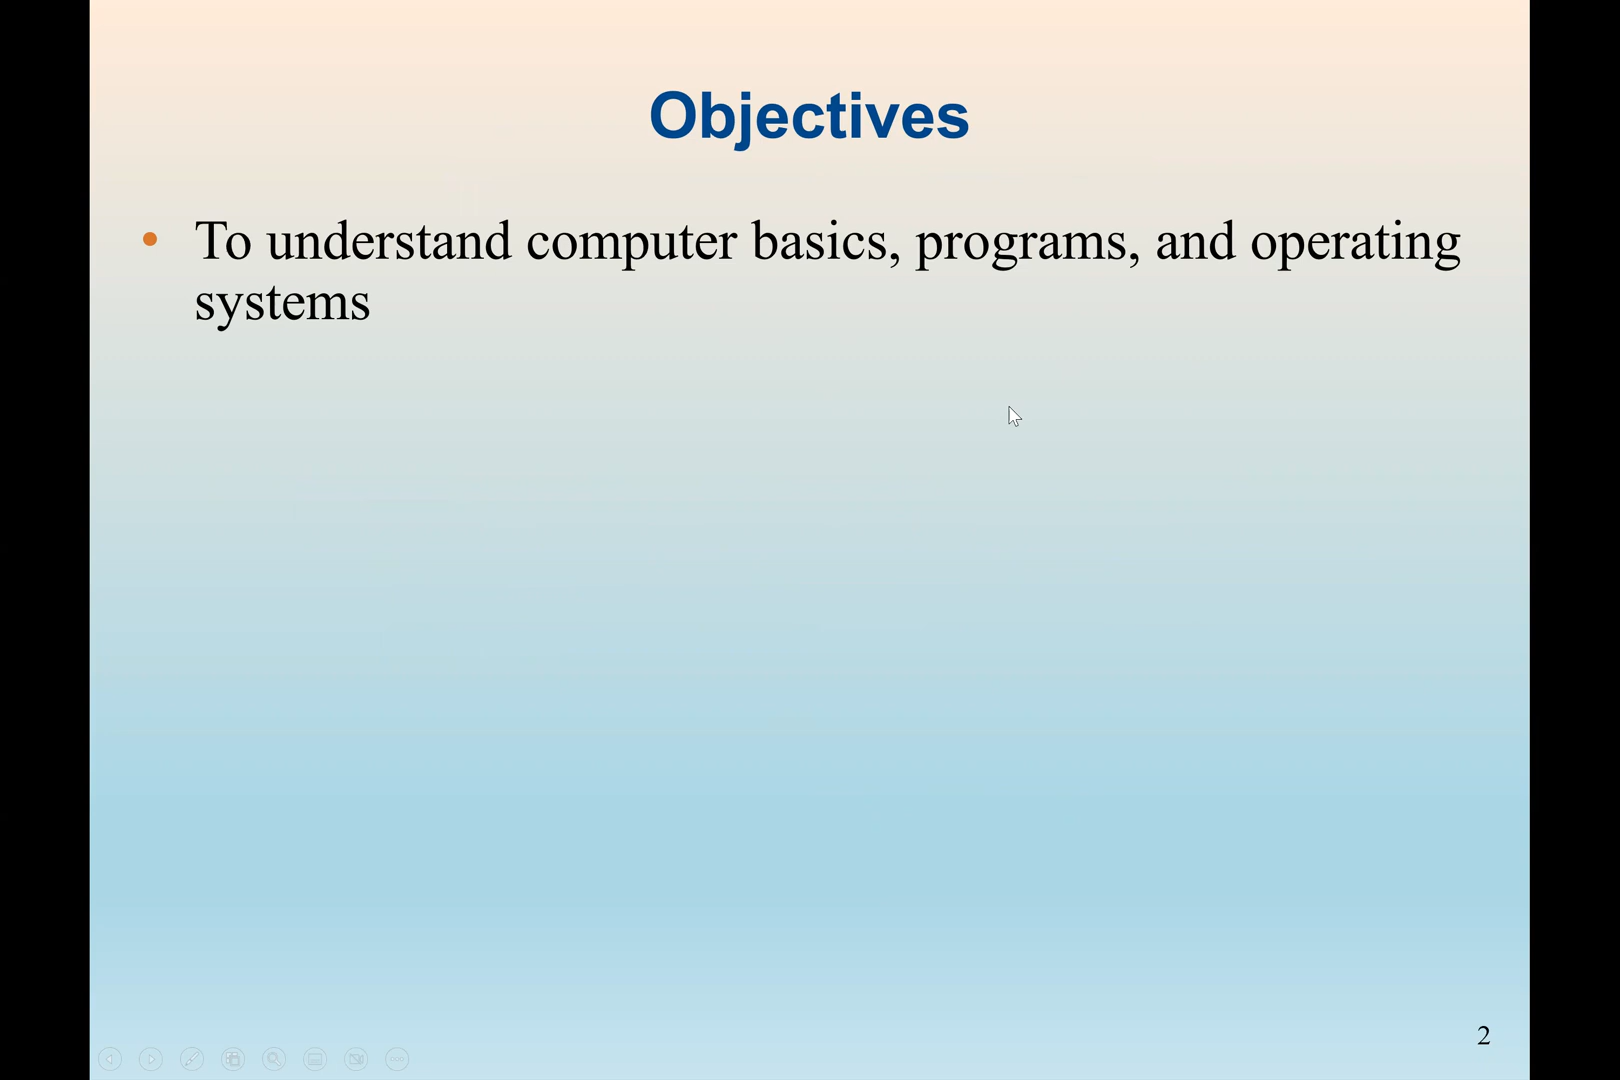 Objectives
• To understand computer basics, programs, and operating
systems
2